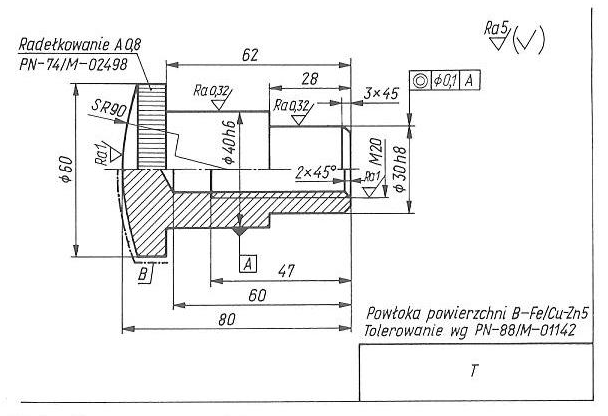 Ra5
(√)
Radełkowanie A 0,8
PN-74/M-02498
62
28
Ra0,32
Ra0,32
3×45
◎ ϕ0,1 A
SR90
Ra1
ϕ60
ϕ40h6
2×45°
Ra1
M20
ϕ30h8
B
A
47
60
80
Powłoka powierzchni B-Fe/Cu-Zn5
Tolerowanie wg PN-88/M-01142
T